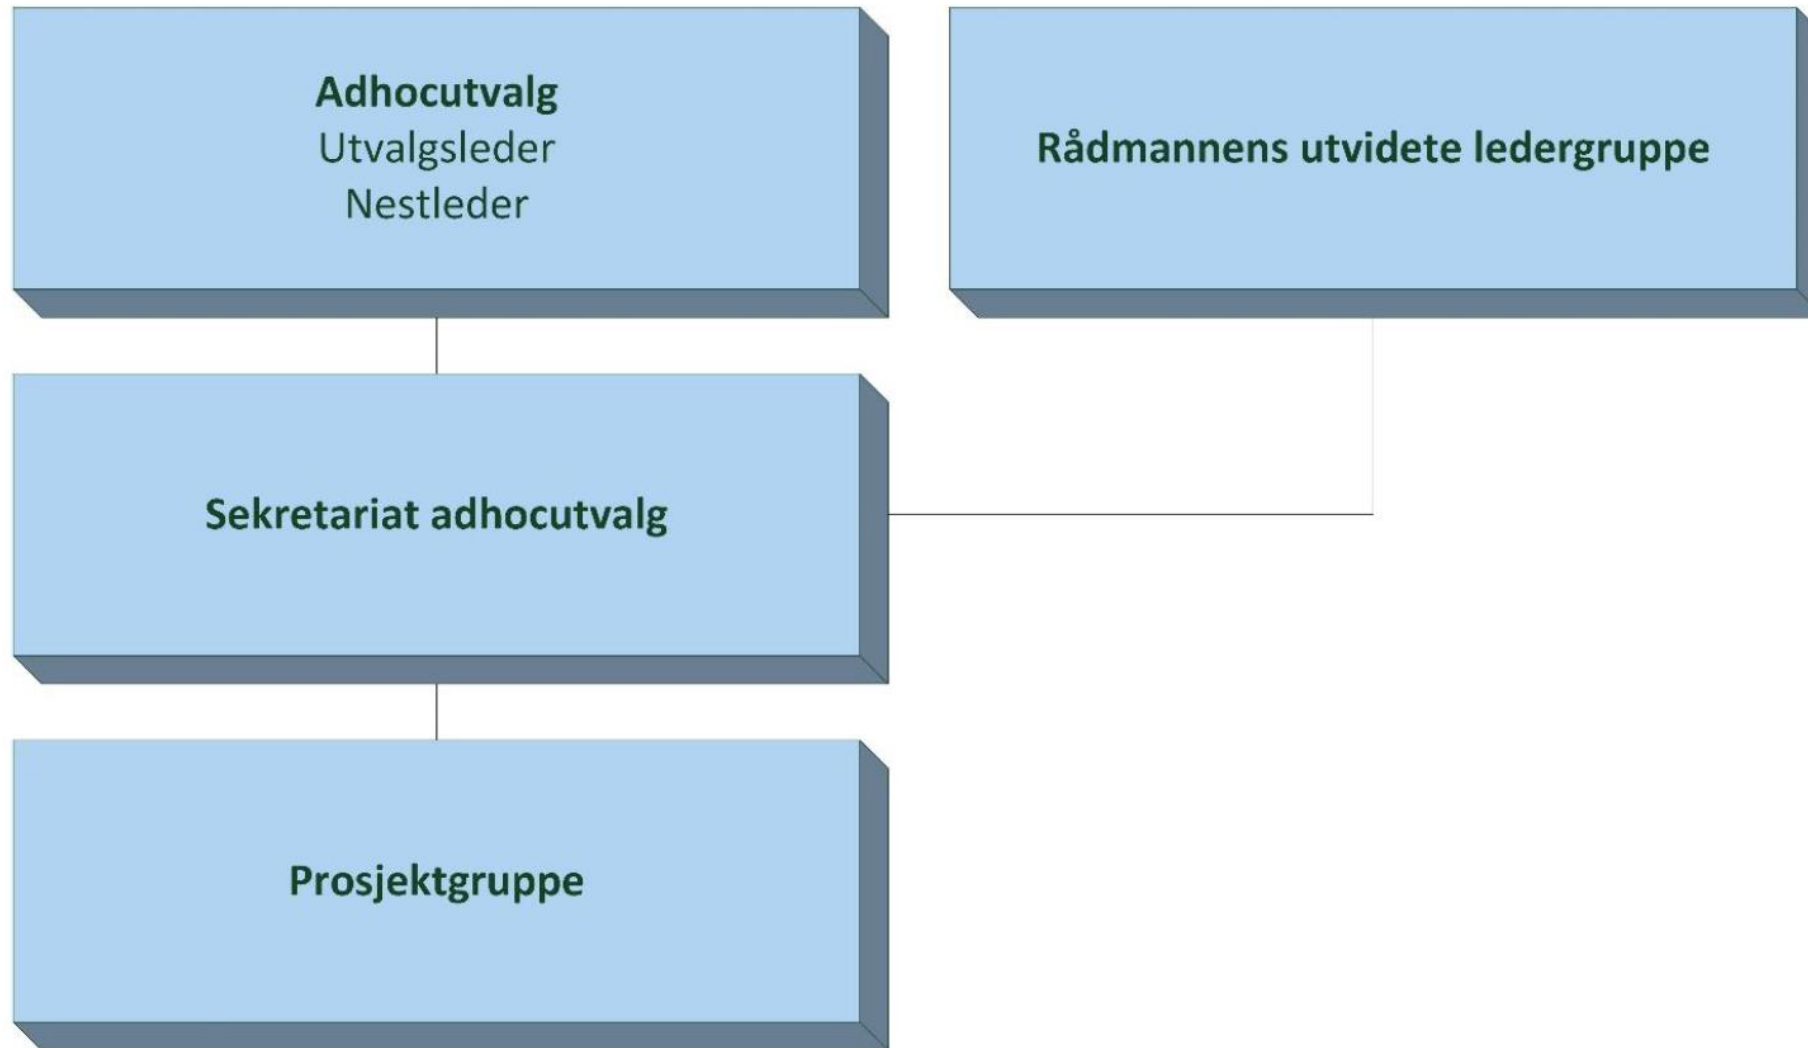 Adhocutvalg
Utvalgsleder
Nestleder
Rådmannens utvidete ledergruppe
Sekretariat adhocutvalg
Prosjektgruppe